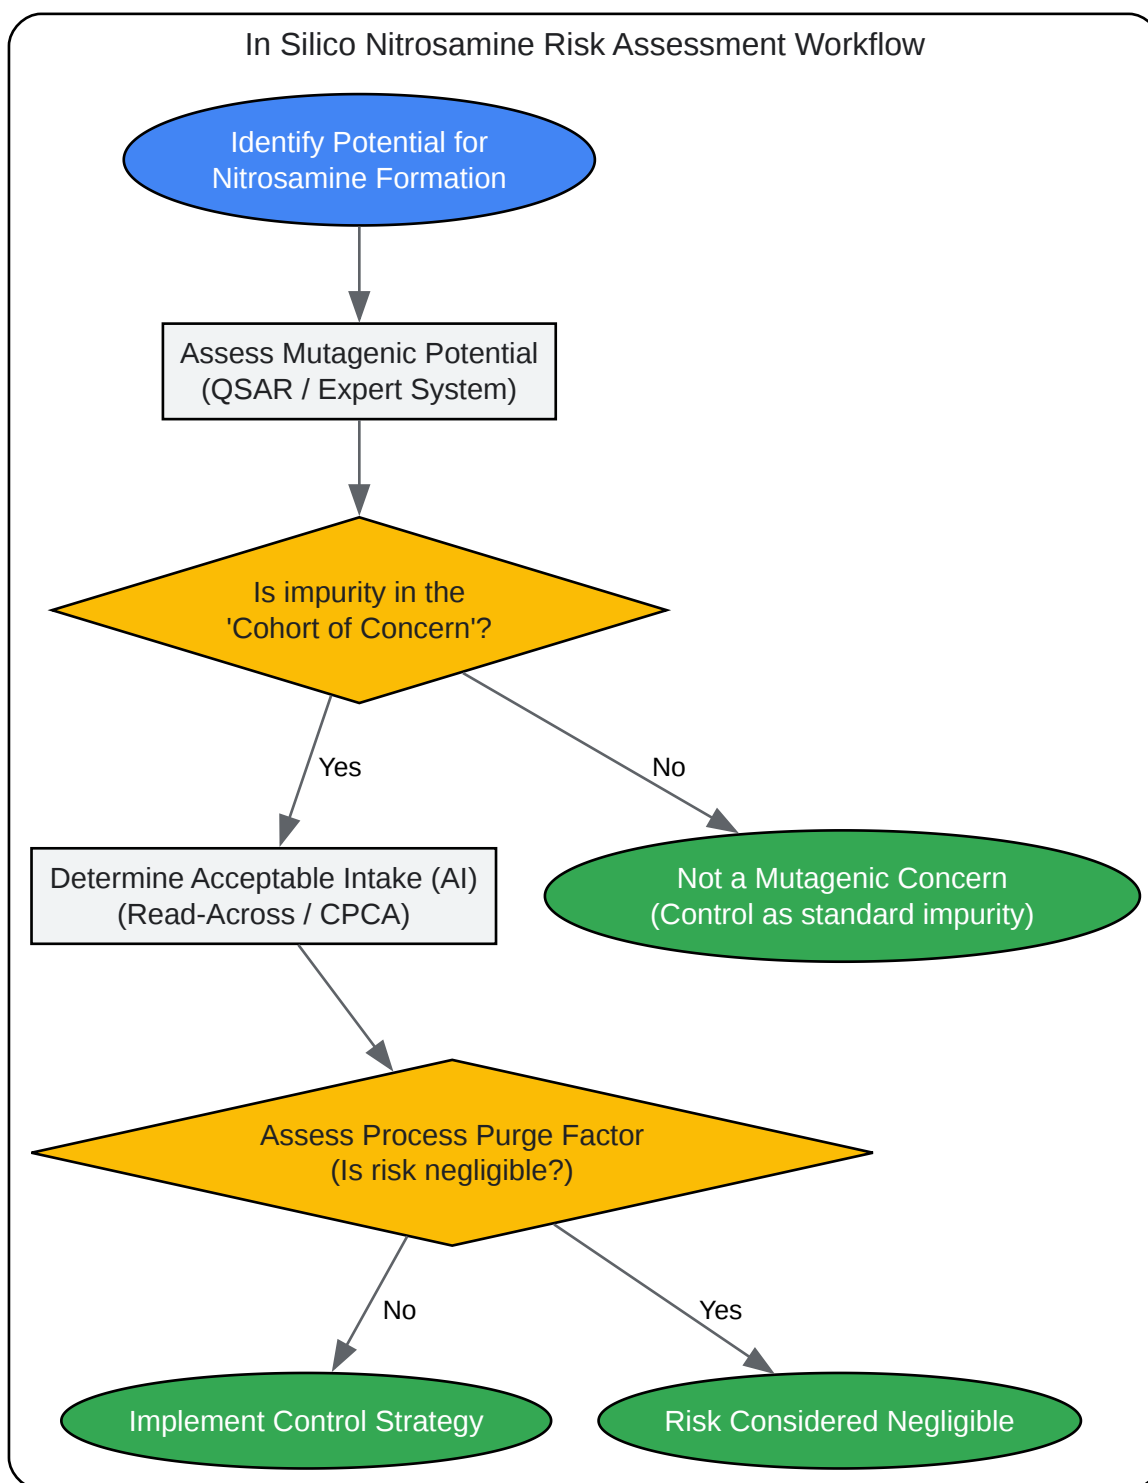 In Silico Nitrosamine Risk Assessment Workflow
Identify Potential for
Nitrosamine Formation
Assess Mutagenic Potential
(QSAR / Expert System)
Is impurity in the
'Cohort of Concern'?
Yes
No
Determine Acceptable Intake (AI)
(Read-Across / CPCA)
Not a Mutagenic Concern
(Control as standard impurity)
Assess Process Purge Factor
(Is risk negligible?)
No
Yes
Implement Control Strategy
Risk Considered Negligible